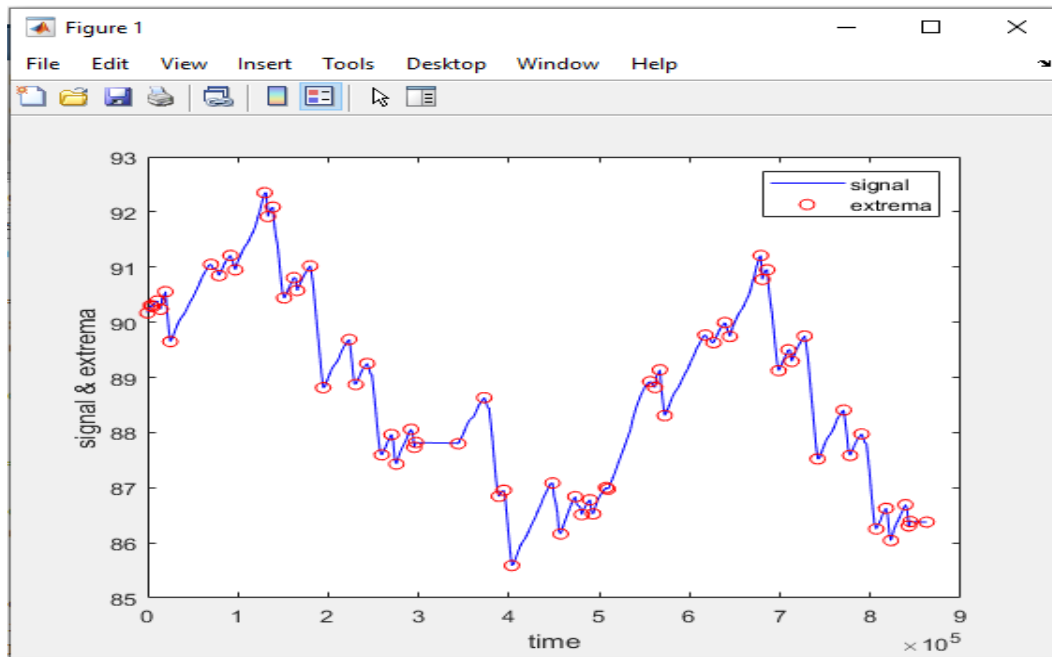 Figure 1
File Edit View Insert Tools Desktop Window Help
93
92
91
90
89
88
87
86
85
signal & extrema
signal
extrema
0 1 2 3 4 5 6 7 8 9
time
× 10^5